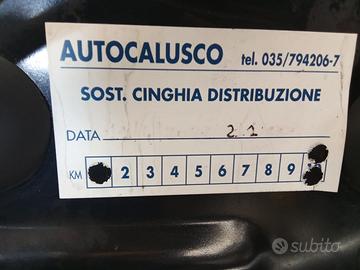 AUTOCALUSCO tel. 035/794206-7
SOST. CINGHIA DISTRIBUZIONE
DATA 2 1
KM 2 3 4 5 6 7 8 9
subito